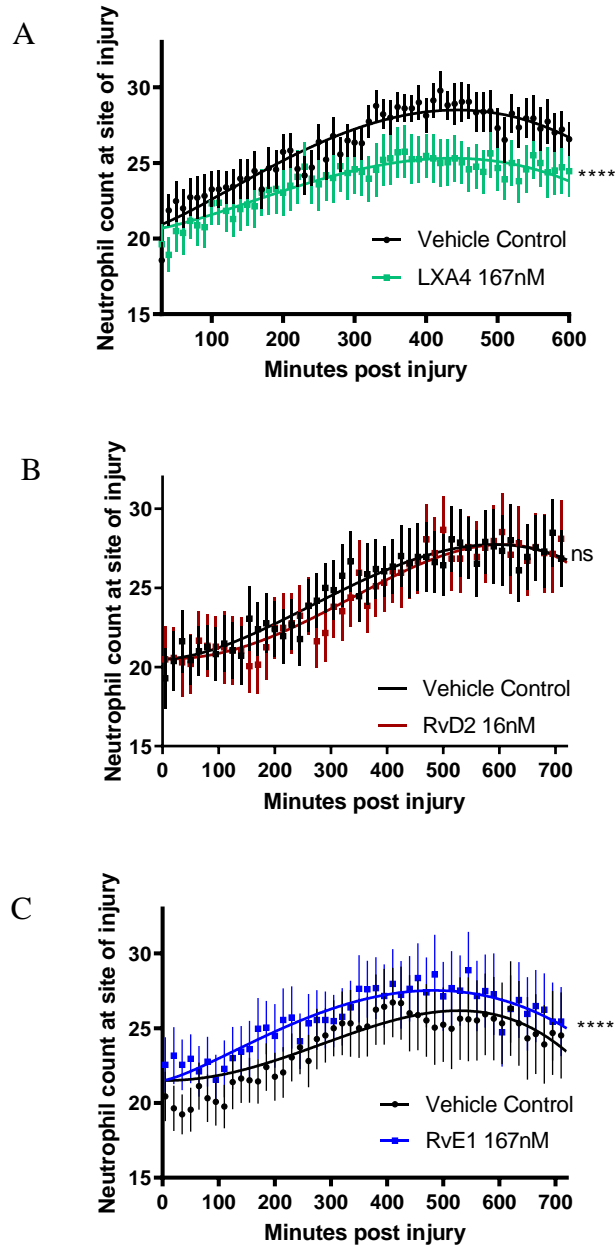 A
Neutrophil count at site of injury
30
25
20
15
Vehicle Control
LXA4 167nM
****
100 200 300 400 500 600
Minutes post injury
B
Neutrophil count at site of injury
30
25
20
15
ns
Vehicle Control
RvD2 16nM
0 100 200 300 400 500 600 700
Minutes post injury
C
Neutrophil count at site of injury
30
25
20
15
****
Vehicle Control
RvE1 167nM
0 100 200 300 400 500 600 700
Minutes post injury